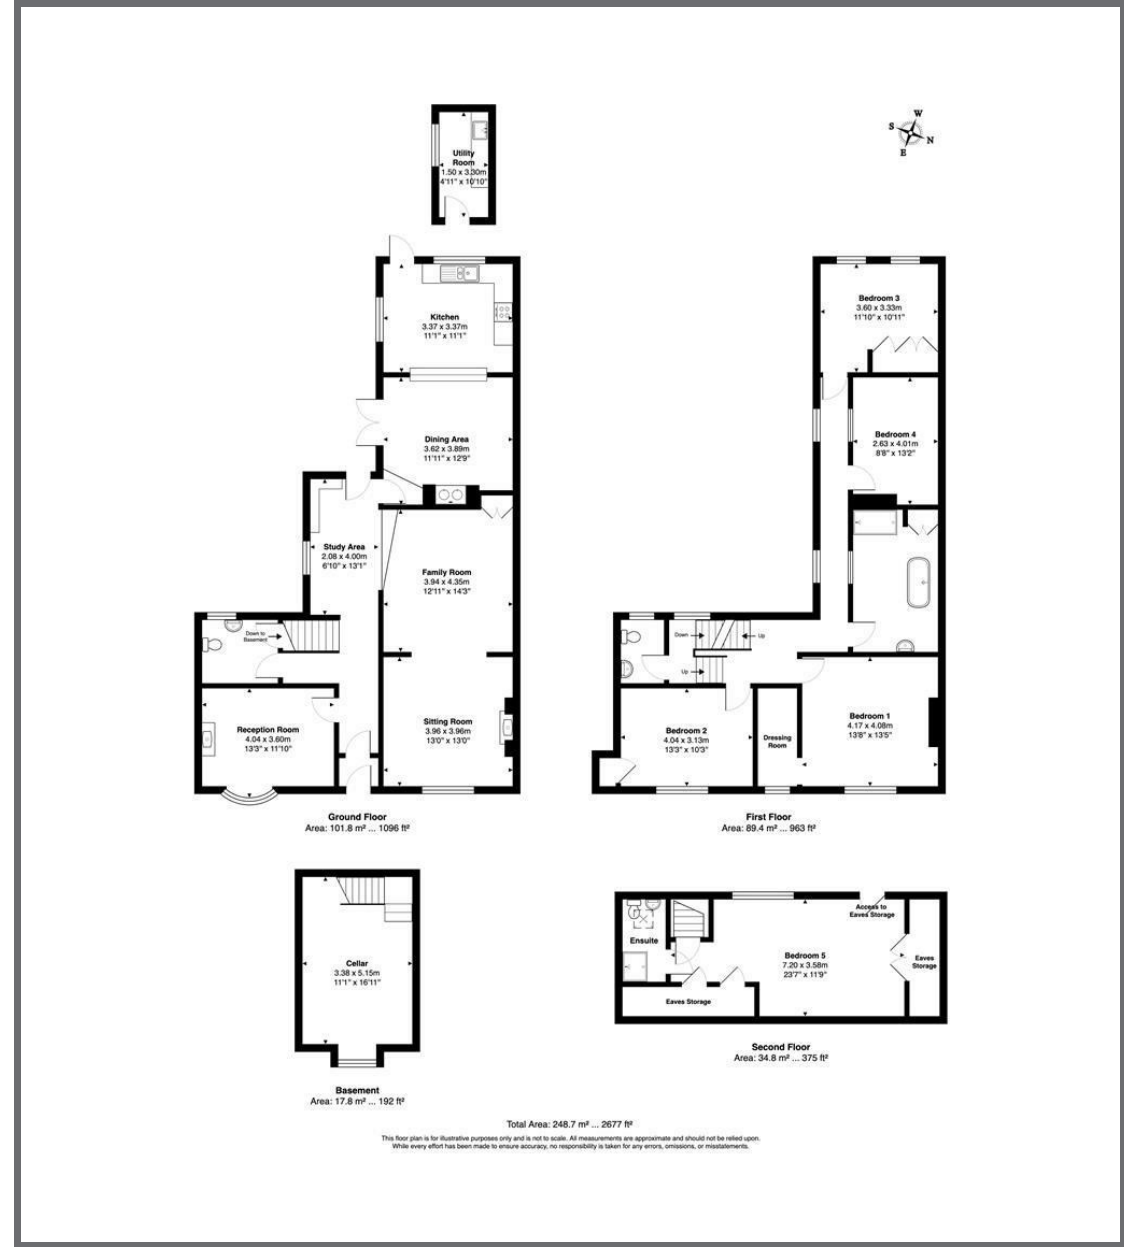 W
S
N
E
Utility
Room
1.50 x 3.30m
4'11" x 10'10"
Kitchen
3.37 x 3.37m
11'1" x 11'1"
Dining Area
3.62 x 3.89m
11'11" x 12'9"
Study Area
2.08 x 4.00m
6'10" x 13'1"
Family Room
3.94 x 4.35m
12'11" x 14'3"
Down to
Basement
Reception Room
4.04 x 3.60m
13'3" x 11'10"
Sitting Room
3.96 x 3.96m
13'0" x 13'0"
Ground Floor
Area: 101.8 m² ... 1096 ft²
Bedroom 3
3.60 x 3.33m
11'10" x 10'11"
Bedroom 4
2.63 x 4.01m
8'8" x 13'2"
Down
Up
Up
Bedroom 2
4.04 x 3.13m
13'3" x 10'3"
Dressing
Room
Bedroom 1
4.17 x 4.08m
13'8" x 13'5"
First Floor
Area: 89.4 m² ... 963 ft²
Cellar
3.38 x 5.15m
11'1" x 16'11"
Basement
Area: 17.8 m² ... 192 ft²
Access to
Eaves Storage
Ensuite
Bedroom 5
7.20 x 3.58m
23'7" x 11'9"
Eaves
Storage
Eaves Storage
Second Floor
Area: 34.8 m² ... 375 ft²
Total Area: 248.7 m² ... 2677 ft²
This floor plan is for illustrative purposes only and is not to scale. All measurements are approximate and should not be relied upon.
While every effort has been made to ensure accuracy, no responsibility is taken for any errors, omissions, or misstatements.